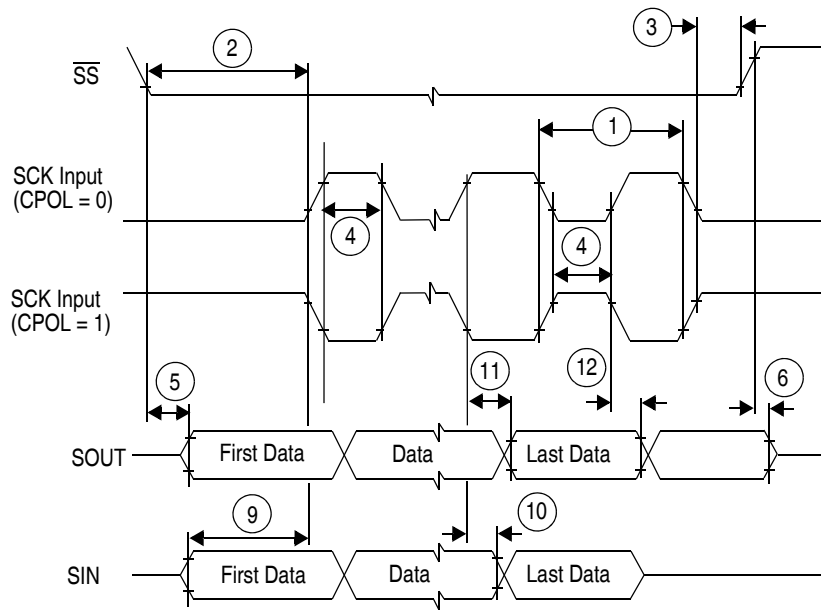 2
3
SS
1
SCK Input
(CPOL = 0)
4
4
SCK Input
(CPOL = 1)
5
11
12
6
SOUT
First Data
Data
Last Data
9
10
SIN
First Data
Data
Last Data